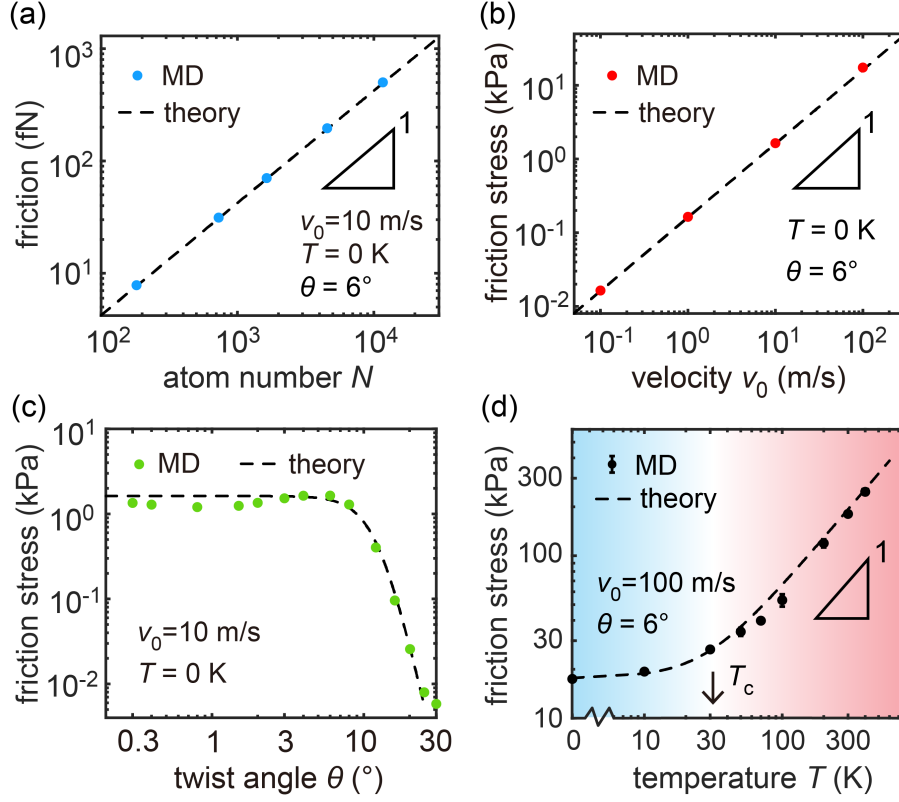 (a)
friction (fN)
10³
10²
10¹
MD
theory
1
v₀=10 m/s
T = 0 K
θ = 6°
10² 10³ 10⁴
atom number N
(b)
friction stress (kPa)
10¹
10⁰
10⁻¹
10⁻²
MD
theory
1
T = 0 K
θ = 6°
10⁻¹ 10⁰ 10¹ 10²
velocity v₀ (m/s)
(c)
friction stress (kPa)
10¹
10⁰
10⁻¹
10⁻²
MD theory
v₀=10 m/s
T = 0 K
0.3 1 3 10 30
twist angle θ (°)
(d)
friction stress (kPa)
300
100
30
10
MD
theory
1
v₀=100 m/s
θ = 6°
T_c
0 10 30 100 300
temperature T (K)